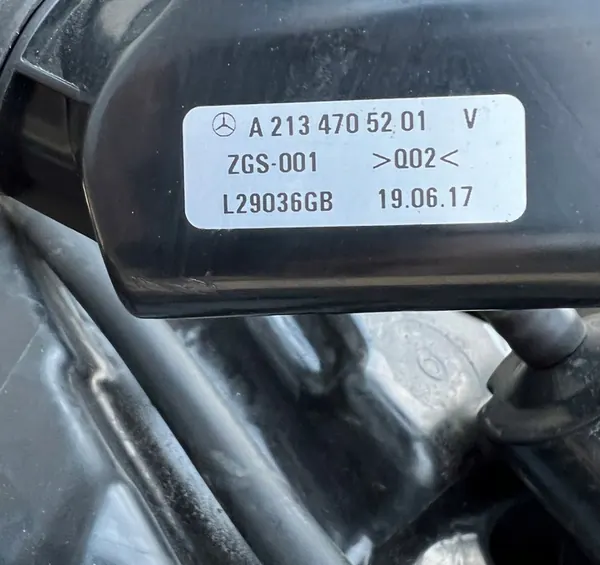 A 213 470 52 01 V
ZGS-001 >Q02<
L29036GB 19.06.17